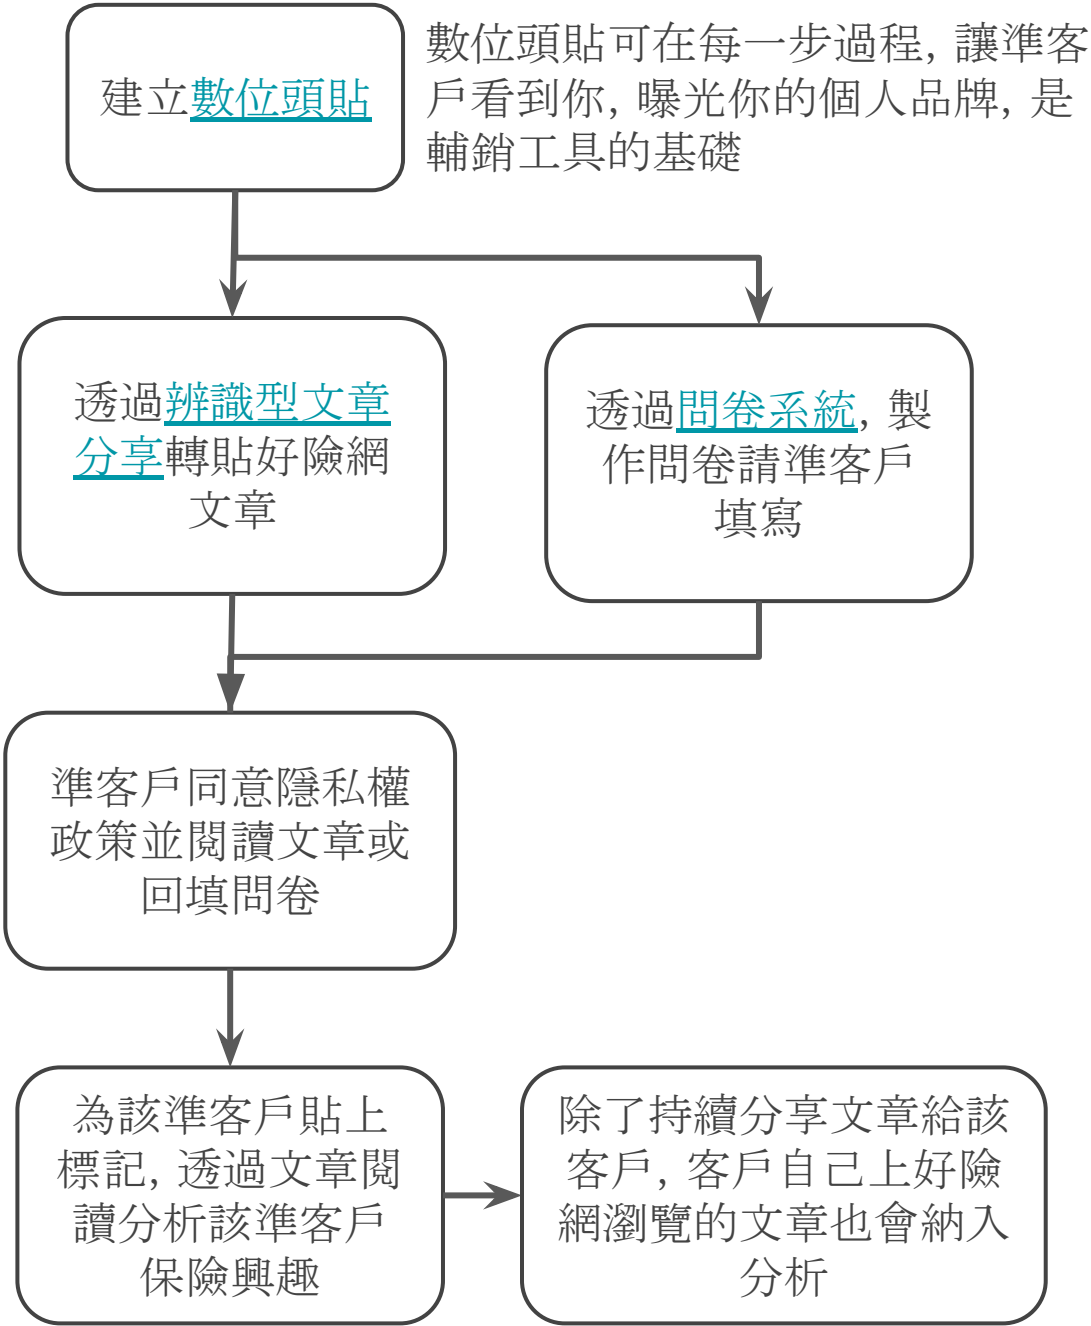 建立數位頭貼
數位頭貼可在每一步過程, 讓準客
戶看到你, 曝光你的個人品牌, 是
輔銷工具的基礎
透過辨識型文章
分享轉貼好險網
文章
透過問卷系統, 製
作問卷請準客戶
填寫
準客戶同意隱私權
政策並閱讀文章或
回填問卷
為該準客戶貼上
標記, 透過文章閱
讀分析該準客戶
保險興趣
除了持續分享文章給該
客戶, 客戶自己上好險
網瀏覽的文章也會納入
分析